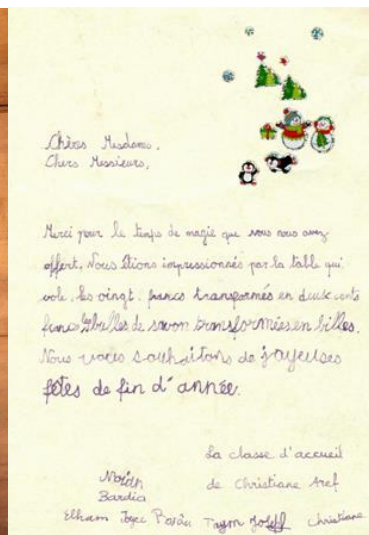 Chères Mesdames,
Chers Messieurs,
Merci pour le temps de magie que vous nous avez
offert. Nous étions impressionnés par la table qui
vole, les vingt francs transformés en deux cents
francs, bulles de savon transformées en billes.
Nous vous souhaitons de joyeuses
fêtes de fin d'année.
La classe d'accueil
de Christiane Aref
Bardia
Elham Joyce Tayon Joseff Christiane